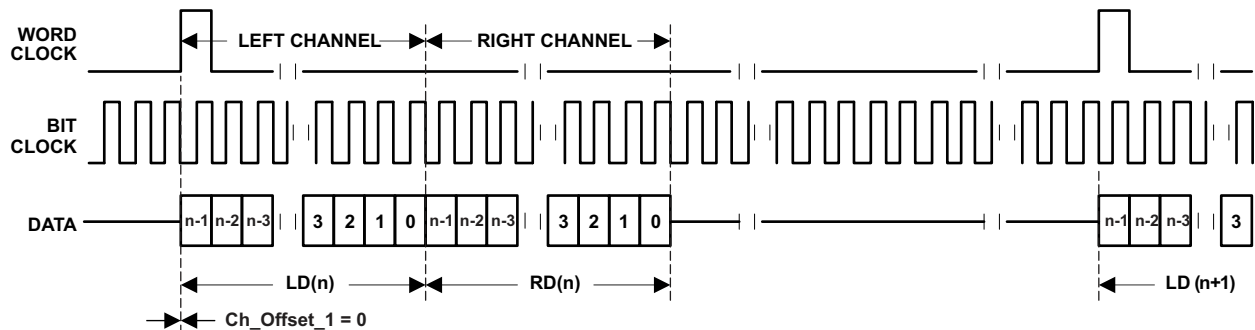 WORD
CLOCK
LEFT CHANNEL
RIGHT CHANNEL
BIT
CLOCK
DATA
n-1 n-2 n-3 3 2 1 0 n-1 n-2 n-3 3 2 1 0 n-1 n-2 n-3 3
LD(n)
RD(n)
LD (n+1)
Ch_Offset_1 = 0